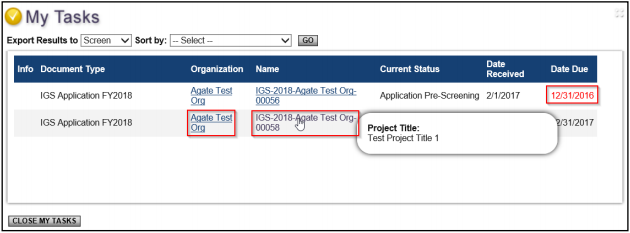 My Tasks
Export Results to Screen Sort by: -- Select -- GO
Info Document Type Organization Name Current Status Date Received Date Due
IGS Application FY2018 Agate Test Org IGS-2018-Agate Test Org-00056 Application Pre-Screening 2/1/2017 12/31/2016
IGS Application FY2018 Agate Test Org IGS-2018-Agate Test Org-00058 2/31/2017
Project Title:
Test Project Title 1
CLOSE MY TASKS